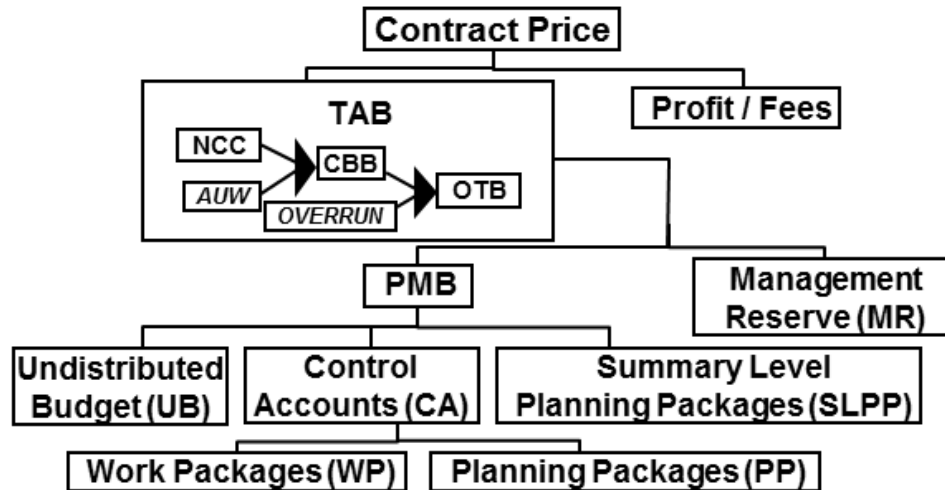 Contract Price
TAB
Profit / Fees
NCC
CBB
AUW
OVERRUN
OTB
PMB
Management
Reserve (MR)
Undistributed
Budget (UB)
Control
Accounts (CA)
Summary Level
Planning Packages (SLPP)
Work Packages (WP)
Planning Packages (PP)